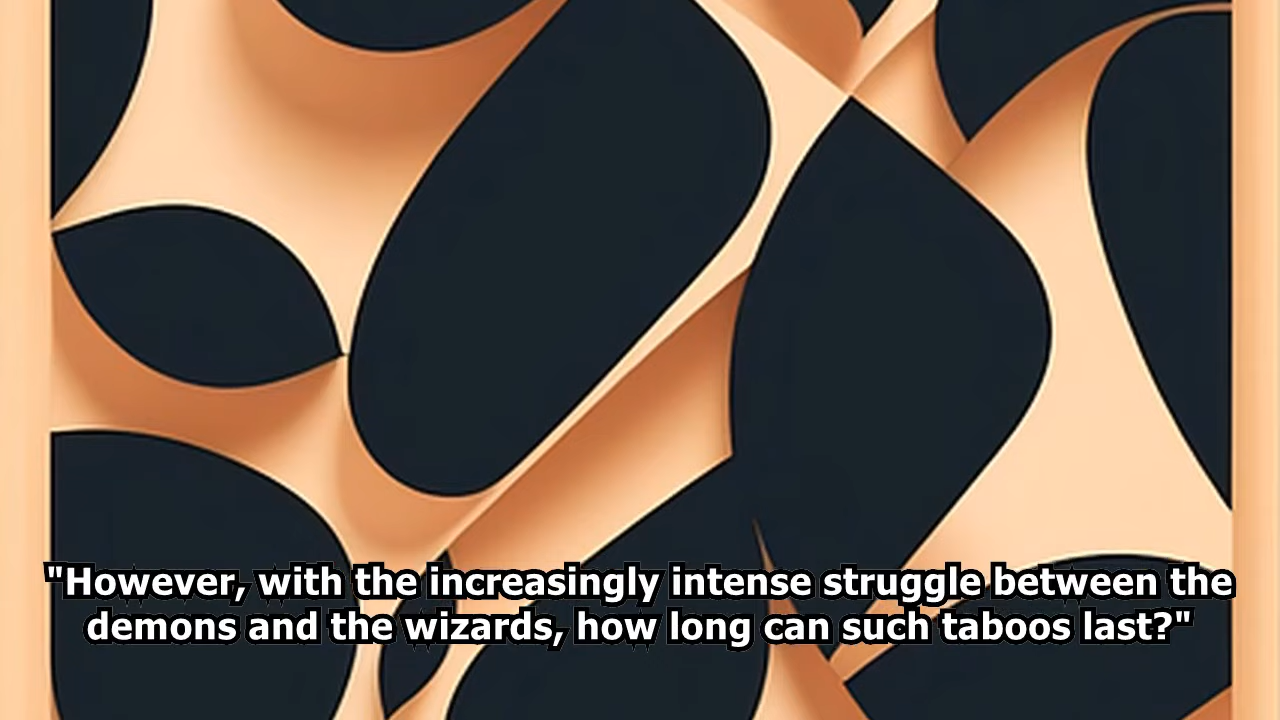 "However, with the increasingly intense struggle between the
demons and the wizards, how long can such taboos last?"